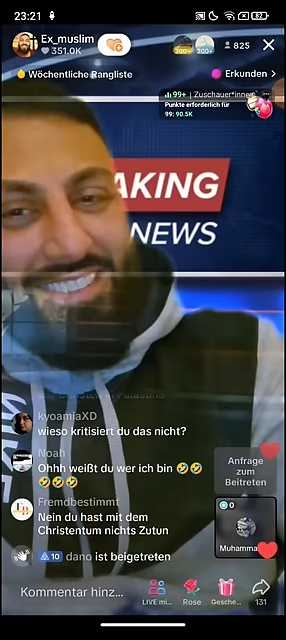 23:21
82
Ex_muslim
351.0K
200+
300+
825
Wöchentliche Rangliste
Erkunden >
99+ | Zuschauer*innen
Punkte erforderlich für
99: 90.5K
AKING
NEWS
kyoamiaXD
wieso kritisiert du das nicht?
Noah
Ohhh weißt du wer ich bin 🤣🤣
🤣🤣🤣
Fremdbestimmt
Nein du hast mit dem
Christentum nichts Zutun
10 dano ist beigetreten
Anfrage
zum
Beitreten
0
Muhamma
Kommentar hinz...
LIVE mi...
Rose
Gesche...
131